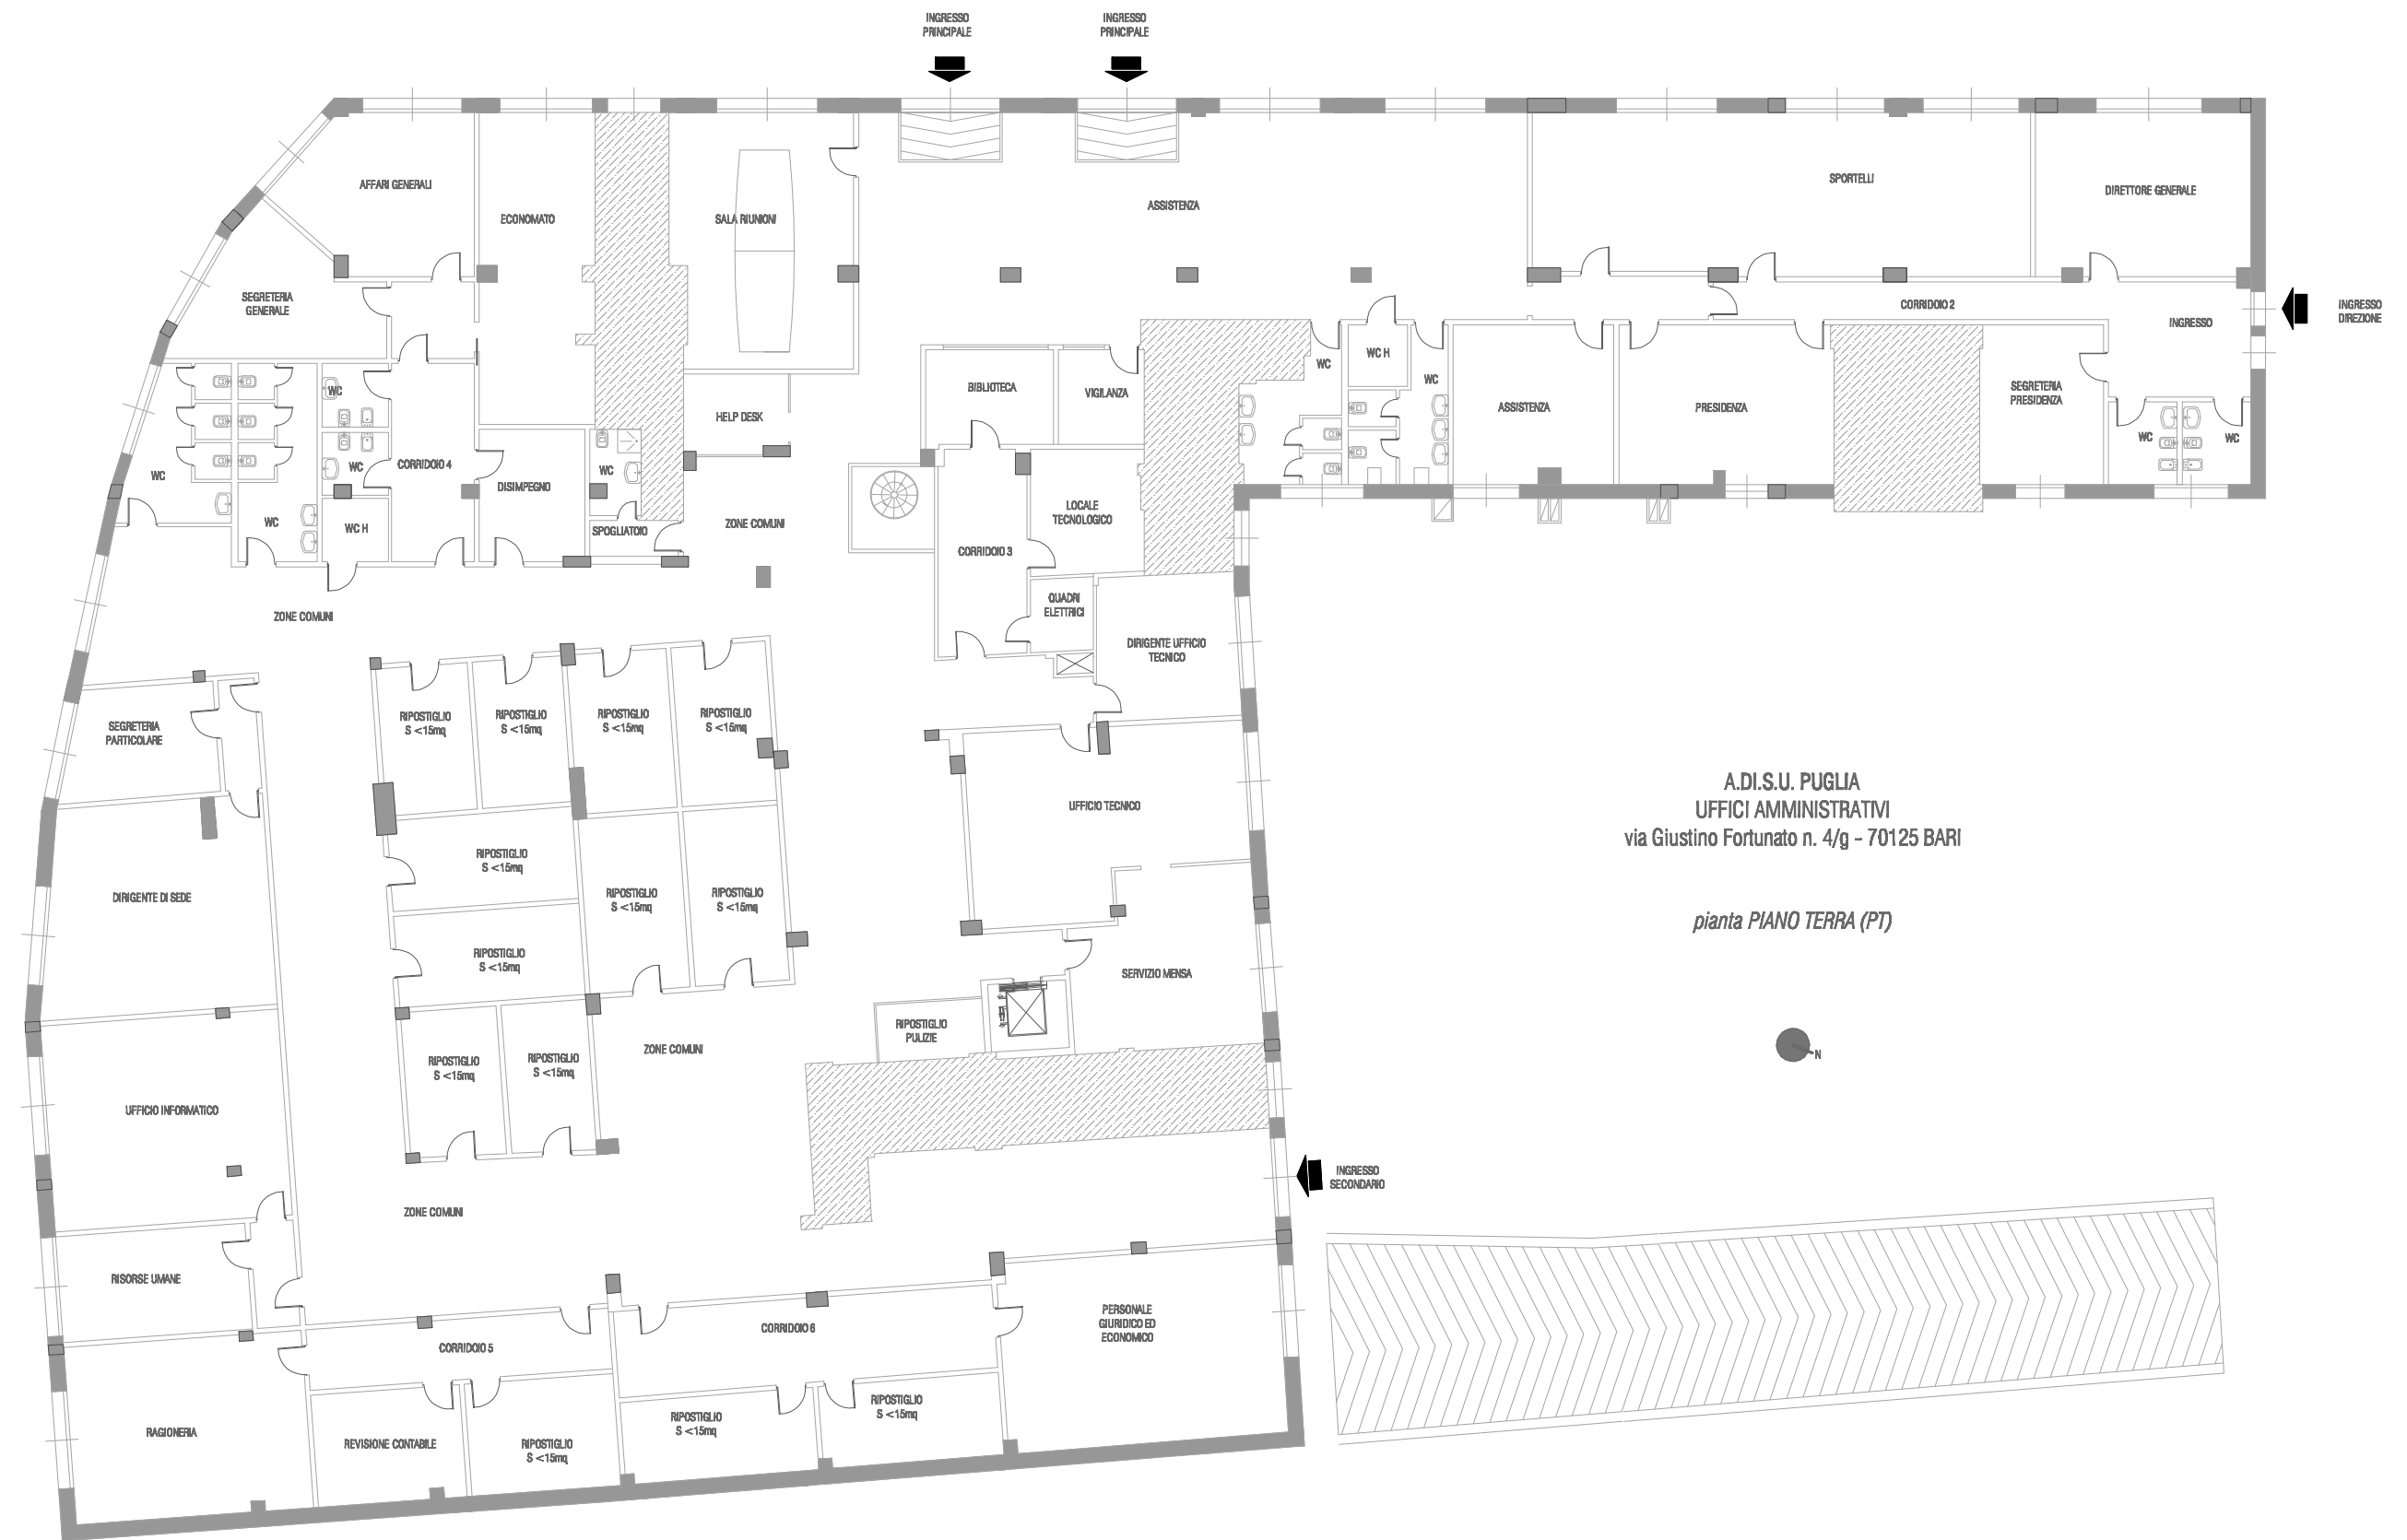 INGRESSO
PRINCIPALE
INGRESSO
PRINCIPALE
AFFARI GENERALI
ECONOMATO
SALA RIUNIONI
ASSISTENZA
SPORTELLI
DIRETTORE GENERALE
SEGRETERIA
GENERALE
CORRIDOIO 2
INGRESSO
INGRESSO
DIREZIONE
WC
HELP DESK
BIBLIOTECA
VIGILANZA
WC
WC H
WC
ASSISTENZA
PRESIDENZA
SEGRETERIA
PRESIDENZA
WC
WC
WC
WC
CORRIDOIO 4
DISIMPEGNO
WC
WC
WC H
SPOGLIATOIO
ZONE COMUNI
LOCALE
TECNOLOGICO
CORRIDOIO 3
QUADRI
ELETTRICI
ZONE COMUNI
DIRIGENTE UFFICIO
TECNICO
SEGRETERIA
PARTICOLARE
RIPOSTIGLIO
S <15mq
RIPOSTIGLIO
S <15mq
RIPOSTIGLIO
S <15mq
RIPOSTIGLIO
S <15mq
UFFICIO TECNICO
A.DI.S.U. PUGLIA
UFFICI AMMINISTRATIVI
via Giustino Fortunato n. 4/g - 70125 BARI
pianta PIANO TERRA (PT)
RIPOSTIGLIO
S <15mq
DIRIGENTE DI SEDE
RIPOSTIGLIO
S <15mq
RIPOSTIGLIO
S <15mq
RIPOSTIGLIO
S <15mq
SERVIZIO MENSA
RIPOSTIGLIO
PULIZIE
ZONE COMUNI
N
RIPOSTIGLIO
S <15mq
RIPOSTIGLIO
S <15mq
UFFICIO INFORMATICO
INGRESSO
SECONDARIO
ZONE COMUNI
RISORSE UMANE
PERSONALE
GIURIDICO ED
ECONOMICO
CORRIDOIO 6
CORRIDOIO 5
RAGIONERIA
REVISIONE CONTABILE
RIPOSTIGLIO
S <15mq
RIPOSTIGLIO
S <15mq
RIPOSTIGLIO
S <15mq